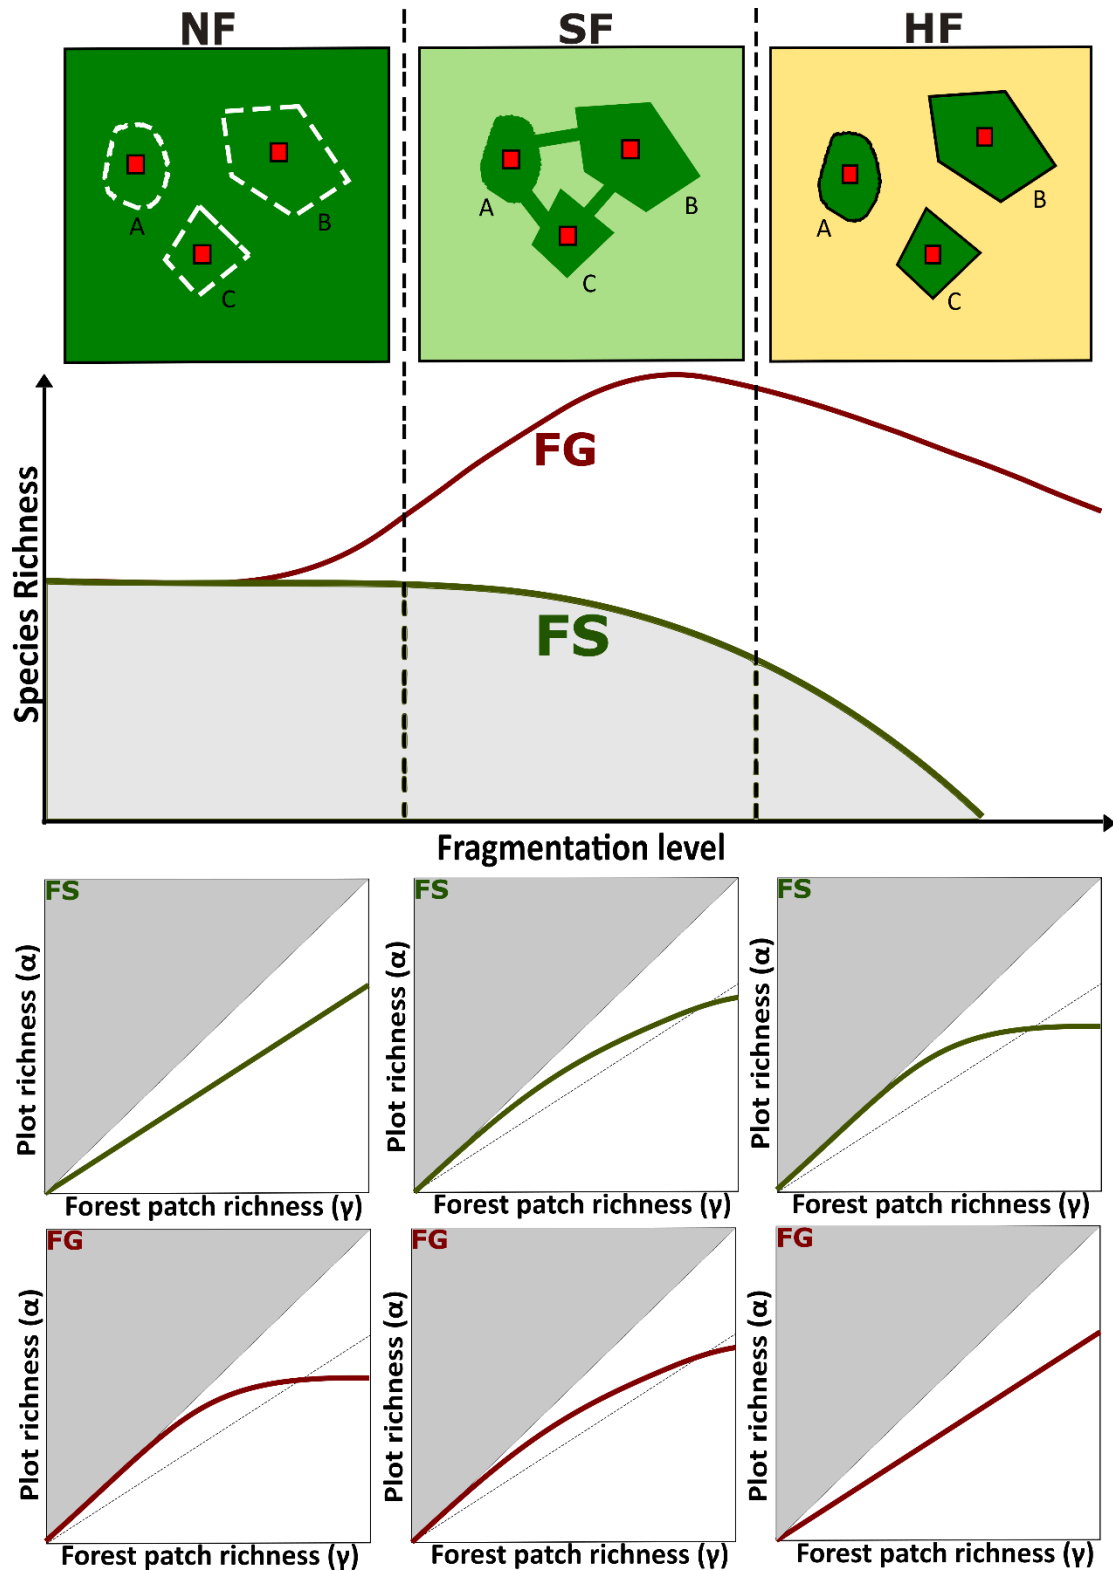 NF
SF
HF
A
B
C
A
B
C
A
B
C
Species Richness
FG
FS
Fragmentation level
FS
Plot richness (α)
Forest patch richness (γ)
FS
Plot richness (α)
Forest patch richness (γ)
FS
Plot richness (α)
Forest patch richness (γ)
FG
Plot richness (α)
Forest patch richness (γ)
FG
Plot richness (α)
Forest patch richness (γ)
FG
Plot richness (α)
Forest patch richness (γ)